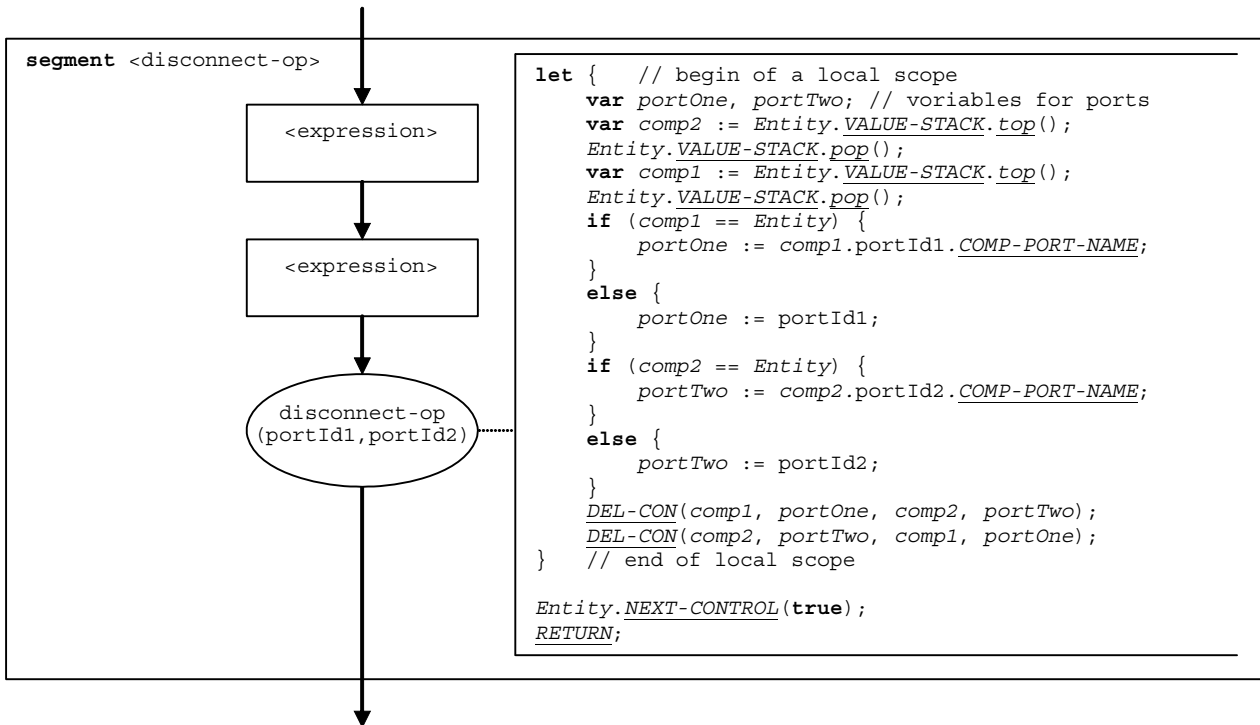 segment <disconnect-op>
<expression>
<expression>
disconnect-op
(portId1,portId2)
let {   // begin of a local scope
    var portOne, portTwo; // voriables for ports
    var comp2 := Entity.VALUE-STACK.top();
    Entity.VALUE-STACK.pop();
    var comp1 := Entity.VALUE-STACK.top();
    Entity.VALUE-STACK.pop();
    if (comp1 == Entity) {
        portOne := comp1.portId1.COMP-PORT-NAME;
    }
    else {
        portOne := portId1;
    }
    if (comp2 == Entity) {
        portTwo := comp2.portId2.COMP-PORT-NAME;
    }
    else {
        portTwo := portId2;
    }
    DEL-CON(comp1, portOne, comp2, portTwo);
    DEL-CON(comp2, portTwo, comp1, portOne);
}   // end of local scope
Entity.NEXT-CONTROL(true);
RETURN;